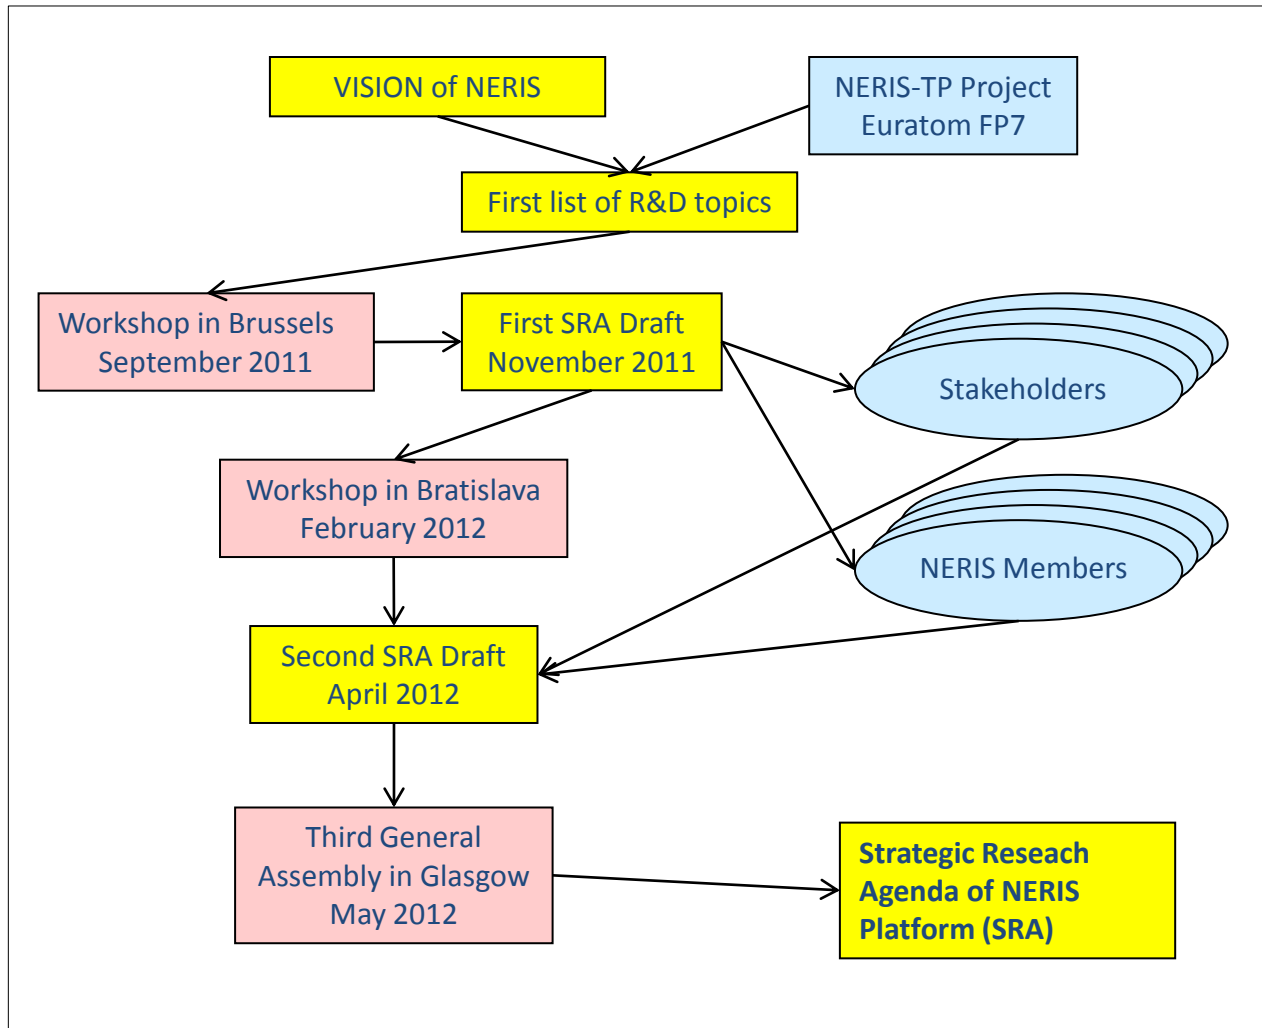 VISION of NERIS
NERIS-TP Project
Euratom FP7
First list of R&D topics
Workshop in Brussels
September 2011
First SRA Draft
November 2011
Stakeholders
Workshop in Bratislava
February 2012
NERIS Members
Second SRA Draft
April 2012
Third General
Assembly in Glasgow
May 2012
Strategic Reseach
Agenda of NERIS
Platform (SRA)